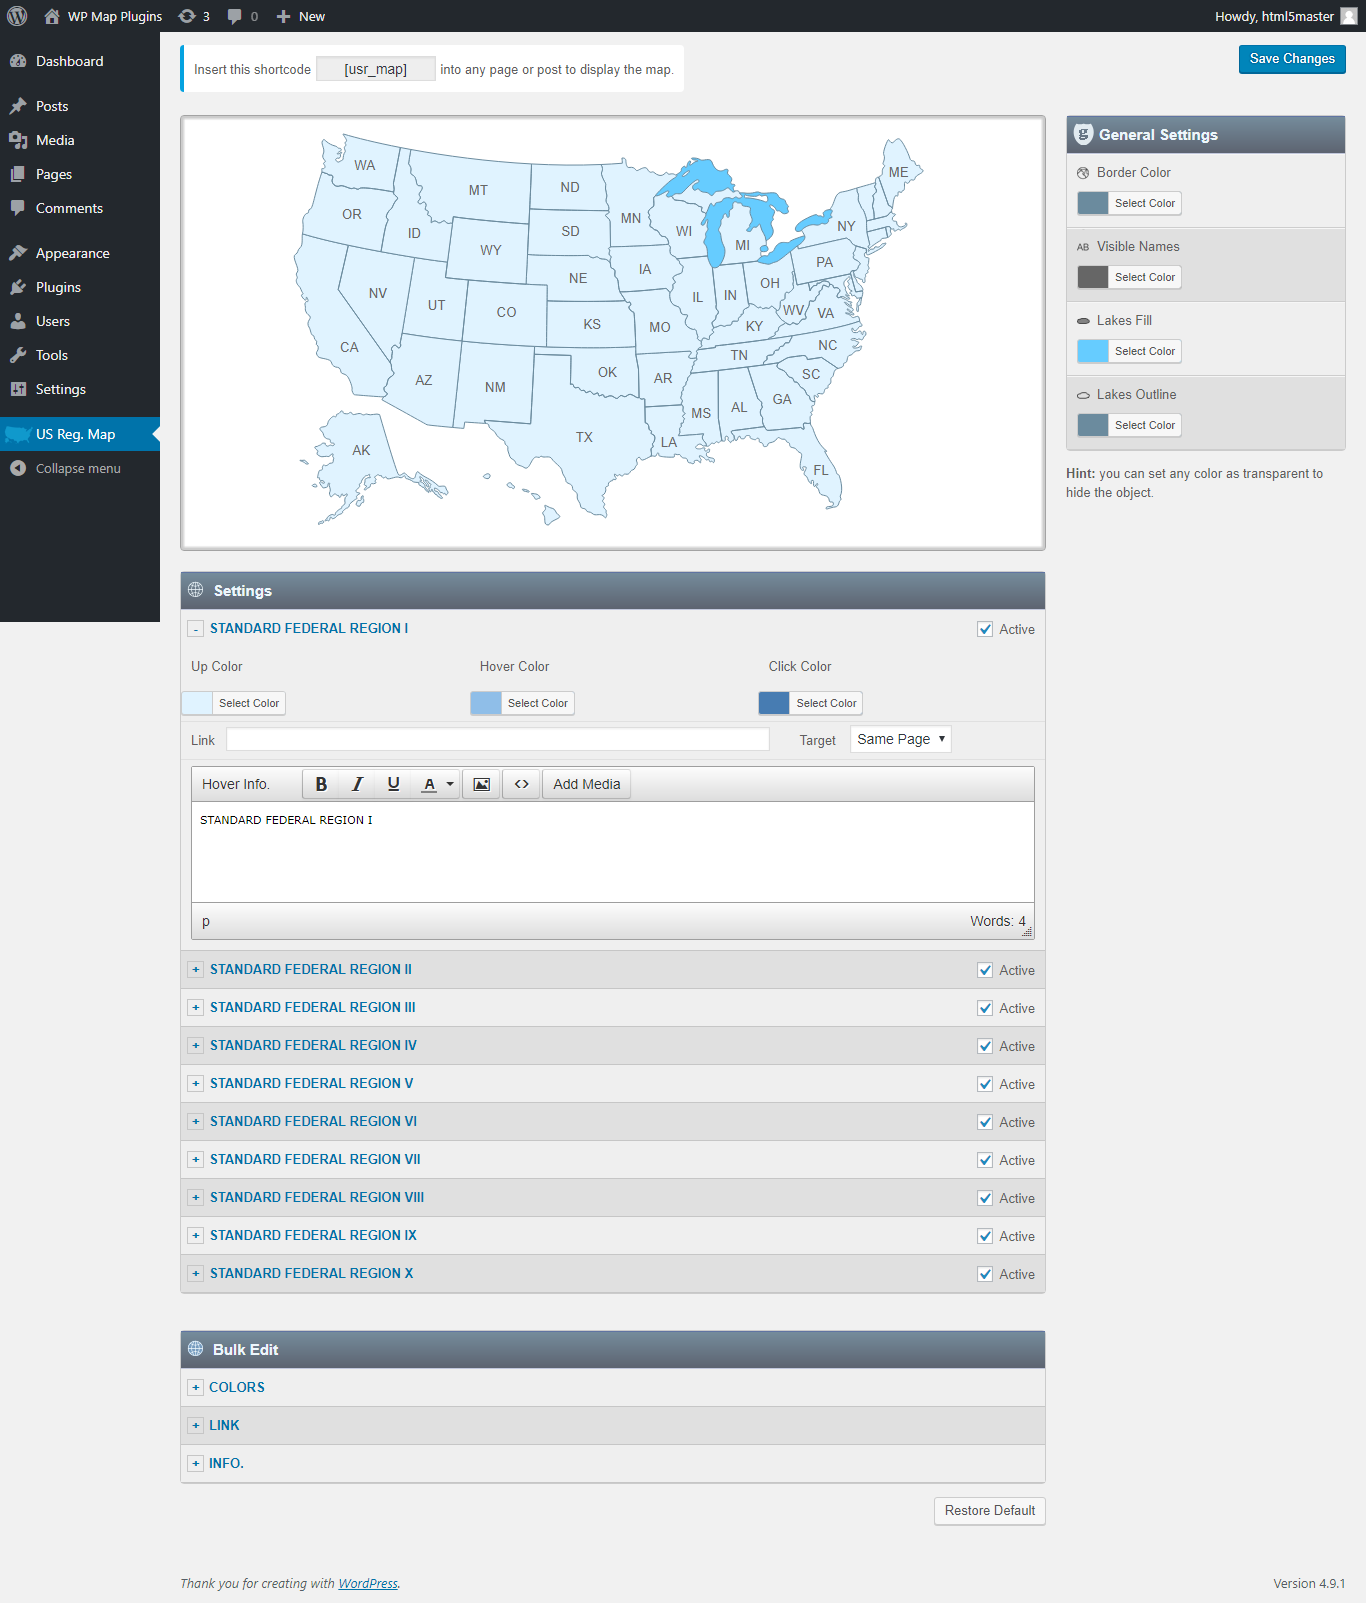 WP Map Plugins 3 0 New Howdy, html5master
Dashboard
Posts
Media
Pages
Comments
Appearance
Plugins
Users
Tools
Settings
US Reg. Map
Collapse menu
Insert this shortcode [usr_map] into any page or post to display the map.
Save Changes
WA
MT
ND
ME
OR
ID
MN
SD
WI
MI
NY
WY
PA
NE
IA
OH
NV
UT
CO
IL
IN
WV
VA
KS
MO
KY
CA
NC
TN
AZ
NM
OK
AR
SC
GA
MS
AL
TX
LA
AK
FL
g General Settings
Border Color
Select Color
AB Visible Names
Select Color
Lakes Fill
Select Color
Lakes Outline
Select Color
Hint: you can set any color as transparent to
hide the object.
Settings
- STANDARD FEDERAL REGION I Active
Up Color Hover Color Click Color
Select Color Select Color Select Color
Link Target Same Page
Hover Info. B I U A <> Add Media
STANDARD FEDERAL REGION I
p Words: 4
+ STANDARD FEDERAL REGION II Active
+ STANDARD FEDERAL REGION III Active
+ STANDARD FEDERAL REGION IV Active
+ STANDARD FEDERAL REGION V Active
+ STANDARD FEDERAL REGION VI Active
+ STANDARD FEDERAL REGION VII Active
+ STANDARD FEDERAL REGION VIII Active
+ STANDARD FEDERAL REGION IX Active
+ STANDARD FEDERAL REGION X Active
Bulk Edit
+ COLORS
+ LINK
+ INFO.
Restore Default
Thank you for creating with WordPress. Version 4.9.1